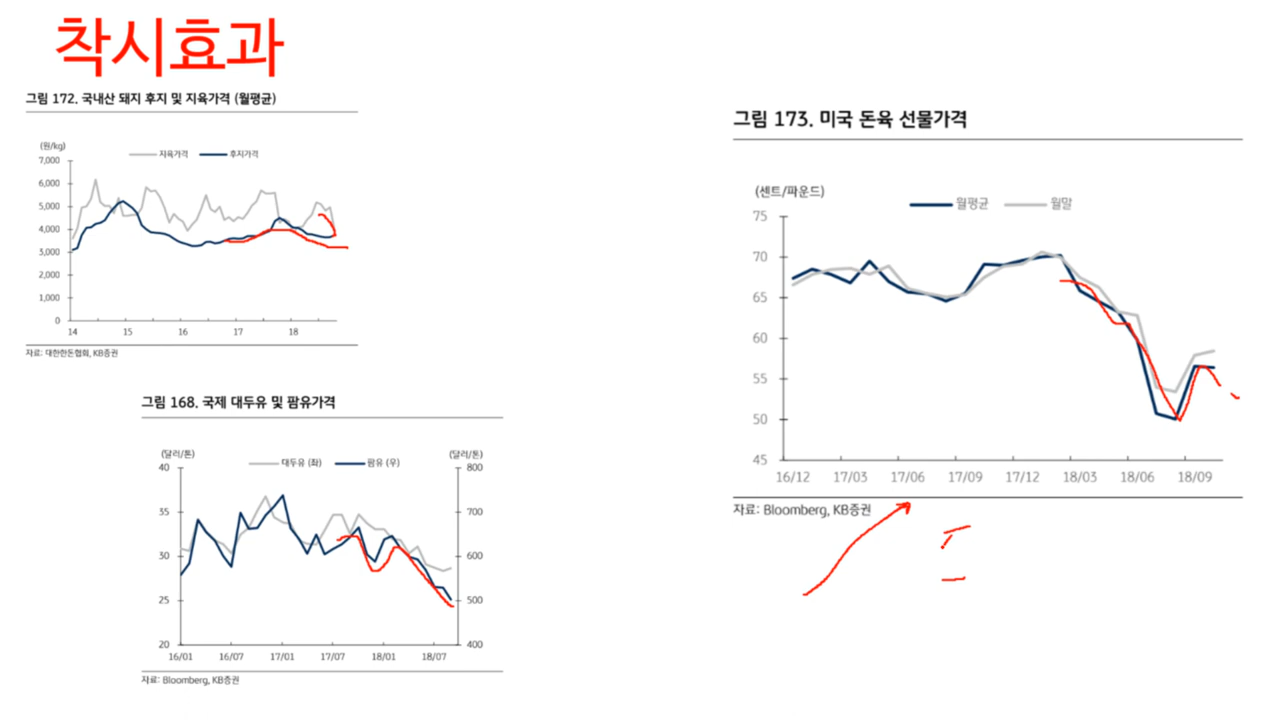 착시효과
그림 172. 국내산 돼지 후지 및 지육가격 (월평균)
(원/kg)
지육가격 후지가격
7,000
6,000
5,000
4,000
3,000
2,000
1,000
0
14 15 16 17 18
자료: 대한한돈협회, KB증권
그림 168. 국제 대두유 및 팜유가격
(달러/톤) (달러/톤)
대두유 (좌) 팜유 (우)
40 800
35 700
30 600
25 500
20 400
16/01 16/07 17/01 17/07 18/01 18/07
자료: Bloomberg, KB증권
그림 173. 미국 돈육 선물가격
(센트/파운드)
월평균 월말
75
70
65
60
55
50
45
16/12 17/03 17/06 17/09 17/12 18/03 18/06 18/09
자료: Bloomberg, KB증권